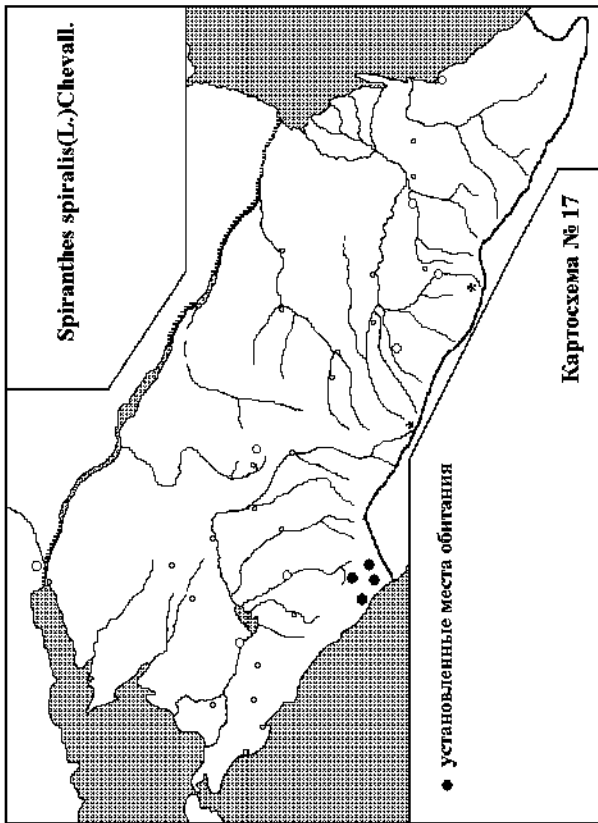 Spiranthes spiralis(L.)Chevall.
Картосхема № 17
● установленные места обитания